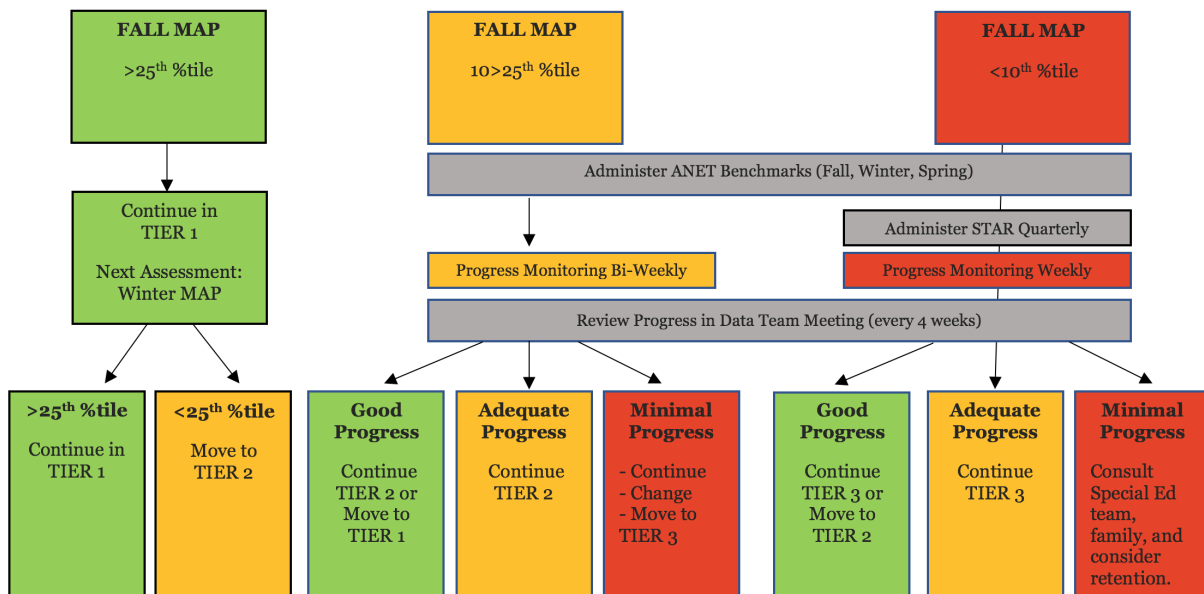 FALL MAP
>25th %tile
FALL MAP
10>25th %tile
FALL MAP
<10th %tile
Administer ANET Benchmarks (Fall, Winter, Spring)
Continue in
TIER 1
Next Assessment:
Winter MAP
Administer STAR Quarterly
Progress Monitoring Bi-Weekly
Progress Monitoring Weekly
Review Progress in Data Team Meeting (every 4 weeks)
>25th %tile
Continue in
TIER 1
<25th %tile
Move to
TIER 2
Good
Progress
Continue
TIER 2 or
Move to
TIER 1
Adequate
Progress
Continue
TIER 2
Minimal
Progress
- Continue
- Change
- Move to
TIER 3
Good
Progress
Continue
TIER 3 or
Move to
TIER 2
Adequate
Progress
Continue
TIER 3
Minimal
Progress
Consult
Special Ed
team,
family, and
consider
retention.